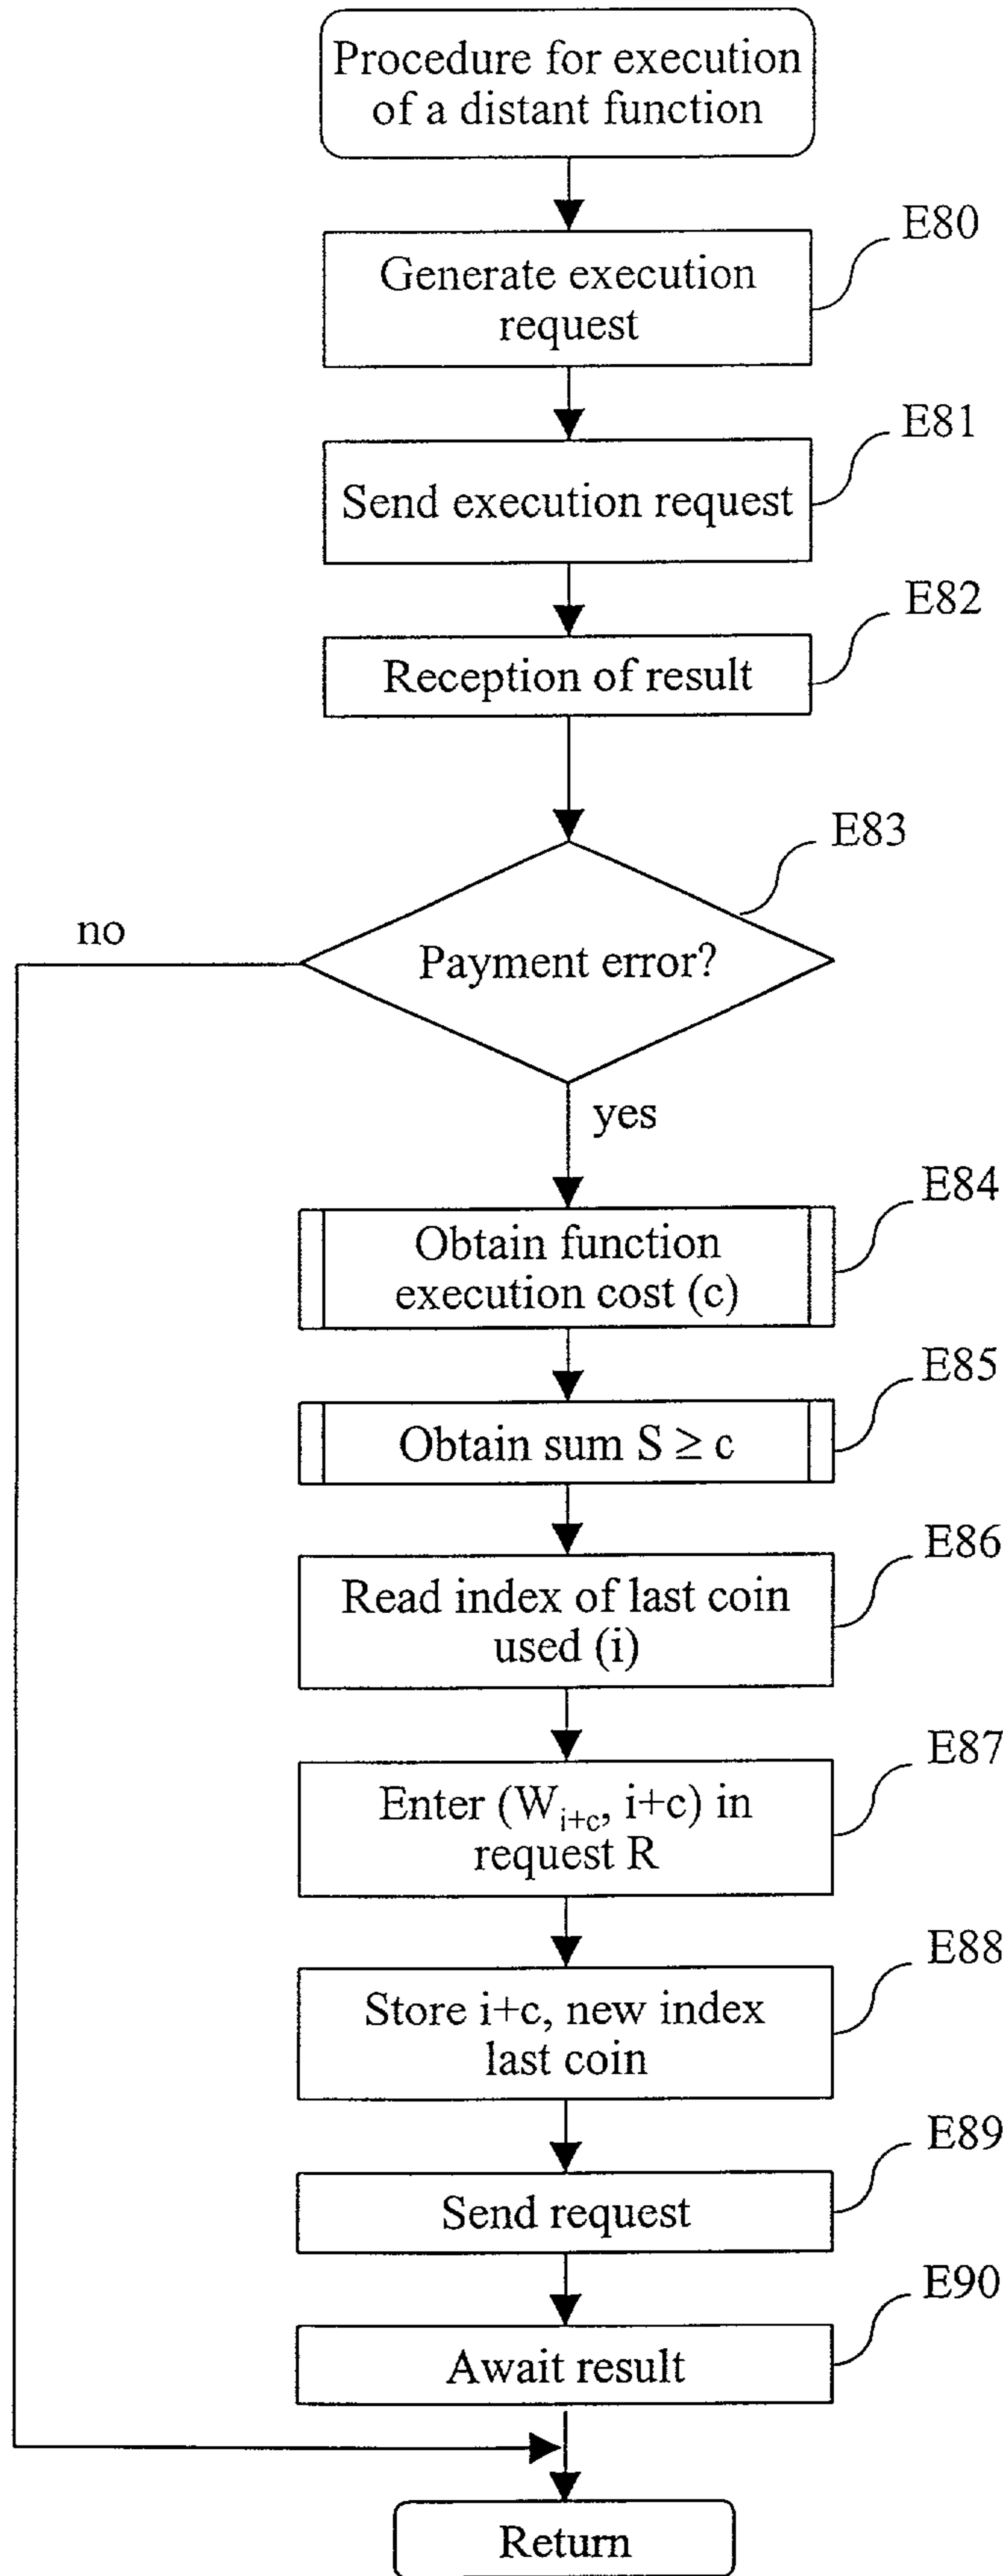 Procedure for execution
of a distant function
E80
Generate execution
request
E81
Send execution request
E82
Reception of result
E83
no
Payment error?
yes
E84
Obtain function
execution cost (c)
E85
Obtain sum S ≥ c
E86
Read index of last coin
used (i)
E87
Enter (W_{i+c}, i+c) in
request R
E88
Store i+c, new index
last coin
E89
Send request
E90
Await result
Return